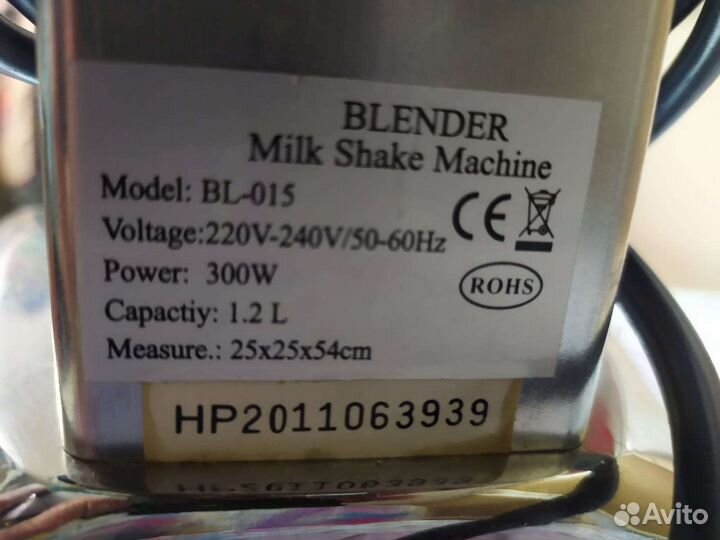 BLENDER
Milk Shake Machine
Model: BL-015
Voltage:220V-240V/50-60Hz
Power: 300W
Capactiy: 1.2 L
Measure.: 25x25x54cm
CE
ROHS
HP2011063939
HP2011063939
Avito